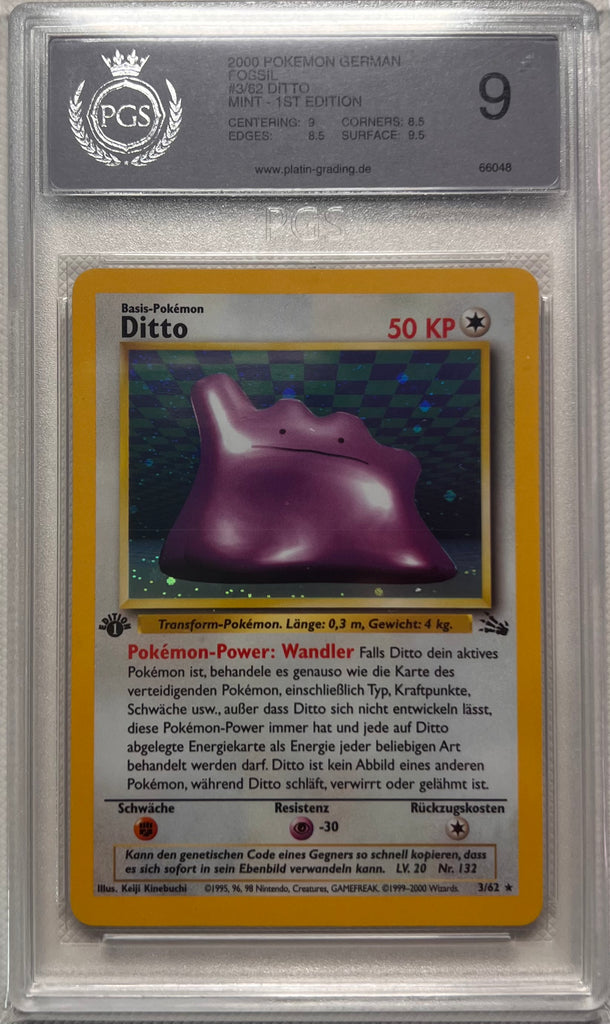 PGS
2000 POKEMON GERMAN
FOSSIL
#3/62 DITTO
MINT - 1ST EDITION
CENTERING: 9 CORNERS: 8.5
EDGES: 8.5 SURFACE: 9.5
9
www.platin-grading.de
66048
PGS
Basis-Pokémon
Ditto
50 KP
EDITION
1
Transform-Pokémon. Länge: 0,3 m, Gewicht: 4 kg.
Pokémon-Power: Wandler Falls Ditto dein aktives
Pokémon ist, behandele es genauso wie die Karte des
verteidigenden Pokémon, einschließlich Typ, Kraftpunkte,
Schwäche usw., außer dass Ditto sich nicht entwickeln lässt,
diese Pokémon-Power immer hat und jede auf Ditto
abgelegte Energiekarte als Energie jeder beliebigen Art
behandelt werden darf. Ditto ist kein Abbild eines anderen
Pokémon, während Ditto schläft, verwirrt oder gelähmt ist.
Schwäche Resistenz Rückzugskosten
-30
Kann den genetischen Code eines Gegners so schnell kopieren, dass
es sich sofort in sein Ebenbild verwandeln kann. LV. 20 Nr. 132
Illus. Keiji Kinebuchi ©1995, 96, 98 Nintendo, Creatures, GAMEFREAK. ©1999-2000 Wizards. 3/62 ★